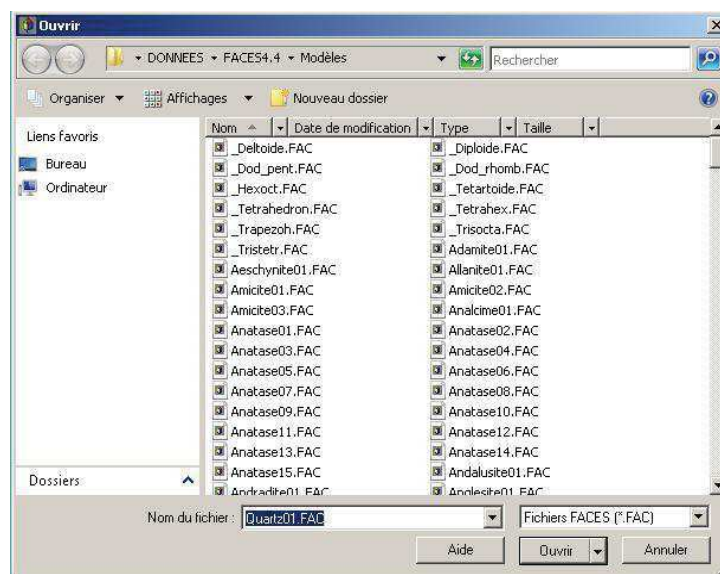 Ouvrir
DONNEES FACES4.4 Modèles Rechercher
Organiser Affichages Nouveau dossier
Liens favoris
Bureau
Ordinateur
Nom Date de modification Type Taille
_Deltoide.FAC _Diploide.FAC
_Dod_pent.FAC _Dod_rhomb.FAC
_Hexoct.FAC _Tetartoide.FAC
_Tetrahedron.FAC _Tetrahex.FAC
_Trapezoh.FAC _Trisocta.FAC
_Tristetr.FAC Adamite01.FAC
Aeschynite01.FAC Allanite01.FAC
Amicite01.FAC Amicite02.FAC
Amicite03.FAC Analcime01.FAC
Anatase01.FAC Anatase02.FAC
Anatase03.FAC Anatase04.FAC
Anatase05.FAC Anatase06.FAC
Anatase07.FAC Anatase08.FAC
Anatase09.FAC Anatase10.FAC
Anatase11.FAC Anatase12.FAC
Anatase13.FAC Anatase14.FAC
Anatase15.FAC Andalusite01.FAC
Andradite01.FAC Anglesite01.FAC
Dossiers
Nom du fichier : Quartz01.FAC Fichiers FACES (*.FAC)
Aide Ouvrir Annuler